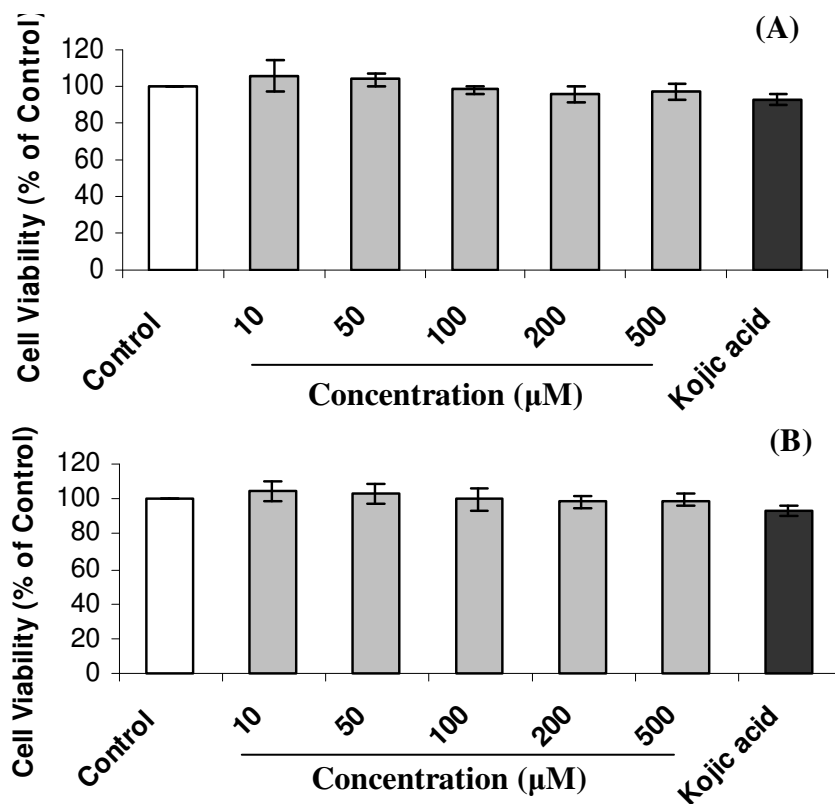 (A)
Cell Viability (% of Control)
120
100
80
60
40
20
0
Control
10
50
100
200
500
Kojic acid
Concentration (µM)
(B)
Cell Viability (% of Control)
120
100
80
60
40
20
0
Control
10
50
100
200
500
Kojic acid
Concentration (µM)